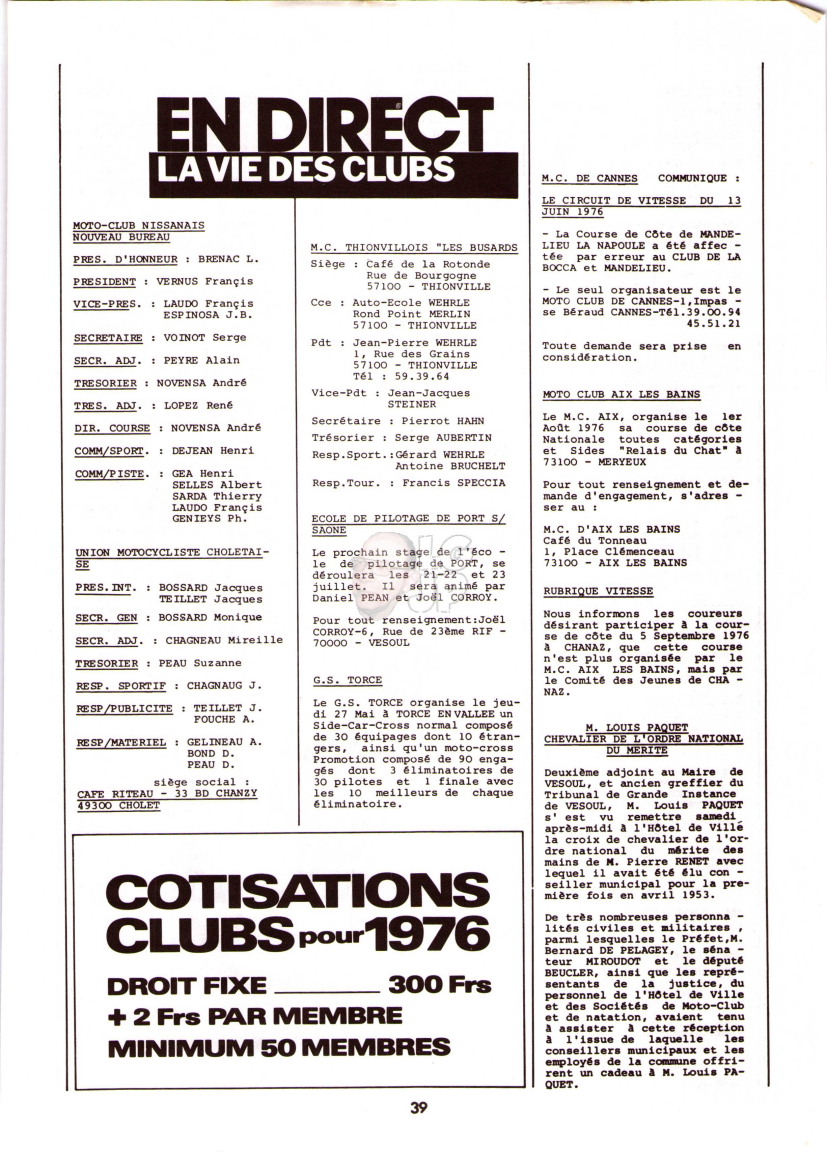 EN DIRECT
LA VIE DES CLUBS
MOTO-CLUB NISSANAIS
NOUVEAU BUREAU
PRES. D'HONNEUR : BRENAC L.
PRESIDENT : VERNUS Françis
VICE-PRES. : LAUDO Françis
ESPINOSA J.B.
SECRETAIRE : VOINOT Serge
SECR. ADJ. : PEYRE Alain
TRESORIER : NOVENSA André
TRES. ADJ. : LOPEZ René
DIR. COURSE : NOVENSA André
COMM/SPORT. : DEJEAN Henri
COMM/PISTE. : GEA Henri
SELLES Albert
SARDA Thierry
LAUDO Françis
GENIEYS Ph.
UNION MOTOCYCLISTE CHOLETAI-
SE
PRES.INT. : BOSSARD Jacques
TEILLET Jacques
SECR. GEN : BOSSARD Monique
SECR. ADJ. : CHAGNEAU Mireille
TRESORIER : PEAU Suzanne
RESP. SPORTIF : CHAGNAUG J.
RESP/PUBLICITE : TEILLET J.
FOUCHE A.
RESP/MATERIEL : GELINEAU A.
BOND D.
PEAU D.
siège social :
CAFE RITEAU - 33 BD CHANZY
49300 CHOLET
M.C. THIONVILLOIS "LES BUSARDS
Siège : Café de la Rotonde
Rue de Bourgogne
57100 - THIONVILLE
Cce : Auto-Ecole WEHRLE
Rond Point MERLIN
57100 - THIONVILLE
Pdt : Jean-Pierre WEHRLE
1, Rue des Grains
57100 - THIONVILLE
Tél : 59.39.64
Vice-Pdt : Jean-Jacques
STEINER
Secrétaire : Pierrot HAHN
Trésorier : Serge AUBERTIN
Resp.Sport.:Gérard WEHRLE
Antoine BRUCHELT
Resp.Tour. : Francis SPECCIA
ECOLE DE PILOTAGE DE PORT S/
SAONE
Le prochain stage de l'éco -
le de pilotage de PORT, se
déroulera les 21-22 et 23
juillet. Il sera animé par
Daniel PEAN et Joël CORROY.
Pour tout renseignement:Joël
CORROY-6, Rue de 23ème RIF -
70000 - VESOUL
G.S. TORCE
Le G.S. TORCE organise le jeu-
di 27 Mai à TORCE EN VALLEE un
Side-Car-Cross normal composé
de 30 équipages dont 10 étran-
gers, ainsi qu'un moto-cross
Promotion composé de 90 enga-
gés dont 3 éliminatoires de
30 pilotes et 1 finale avec
les 10 meilleurs de chaque
éliminatoire.
M.C. DE CANNES COMMUNIQUE :
LE CIRCUIT DE VITESSE DU 13
JUIN 1976
- La Course de Côte de MANDE-
LIEU LA NAPOULE a été affec -
tée par erreur au CLUB DE LA
BOCCA et MANDELIEU.
- Le seul organisateur est le
MOTO CLUB DE CANNES-1,Impas -
se Béraud CANNES-Tél.39.00.94
45.51.21
Toute demande sera prise en
considération.
MOTO CLUB AIX LES BAINS
Le M.C. AIX, organise le 1er
Août 1976 sa course de côte
Nationale toutes catégories
et Sides "Relais du Chat" à
73100 - MERYEUX
Pour tout renseignement et de-
mande d'engagement, s'adres -
ser au :
M.C. D'AIX LES BAINS
Café du Tonneau
1, Place Clémenceau
73100 - AIX LES BAINS
RUBRIQUE VITESSE
Nous informons les coureurs
désirant participer à la cour-
se de côte du 5 Septembre 1976
à CHANAZ, que cette course
n'est plus organisée par le
M.C. AIX LES BAINS, mais par
le Comité des Jeunes de CHA -
NAZ.
M. LOUIS PAQUET
CHEVALIER DE L'ORDRE NATIONAL
DU MERITE
Deuxième adjoint au Maire de
VESOUL, et ancien greffier du
Tribunal de Grande Instance
de VESOUL, M. Louis PAQUET
s' est vu remettre samedi
après-midi à l'Hôtel de Ville
la croix de chevalier de l'or-
dre national du mérite des
mains de M. Pierre RENET avec
lequel il avait été élu con -
seiller municipal pour la pre-
mière fois en avril 1953.
De très nombreuses personna -
lités civiles et militaires ,
parmi lesquelles le Préfet,M.
Bernard DE PELAGEY, le séna -
teur MIROUDOT et le député
BEUCLER, ainsi que les repré-
sentants de la justice, du
personnel de l'Hôtel de Ville
et des Sociétés de Moto-Club
et de natation, avaient tenu
à assister à cette réception
à l'issue de laquelle les
conseillers municipaux et les
employés de la commune offri-
rent un cadeau à M. Louis PA-
QUET.
COTISATIONS
CLUBS pour 1976
DROIT FIXE ________ 300 Frs
+ 2 Frs PAR MEMBRE
MINIMUM 50 MEMBRES
39